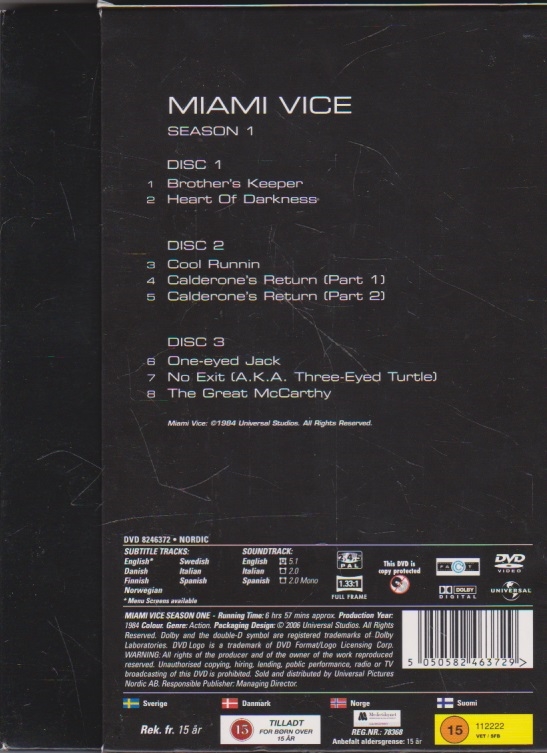 MIAMI VICE
SEASON 1
DISC 1
1 Brother's Keeper
2 Heart Of Darkness
DISC 2
3 Cool Runnin
4 Calderone's Return (Part 1)
5 Calderone's Return (Part 2)
DISC 3
6 One-eyed Jack
7 No Exit (A.K.A. Three-Eyed Turtle)
8 The Great McCarthy
Miami Vice: ©1984 Universal Studios. All Rights Reserved.
DVD 8246372 • NORDIC
SUBTITLE TRACKS:
English* Swedish
Danish Italian
Finnish Spanish
Norwegian
* Menu Screens available
SOUNDTRACK:
English 5.1
Italian 2.0
Spanish 2.0 Mono
PAL
1.33:1
FULL FRAME
This DVD is
copy protected
DVD
VIDEO
DOLBY
DIGITAL
UNIVERSAL
MIAMI VICE SEASON ONE - Running Time: 6 hrs 57 mins approx. Production Year:
1984 Colour. Genre: Action. Packaging Design: © 2006 Universal Studios. All Rights
Reserved. Dolby and the double-D symbol are registered trademarks of Dolby
Laboratories. DVD Logo is a trademark of DVD Format/Logo Licensing Corp.
WARNING: All rights of the producer and of the owner of the work reproduced
reserved. Unauthorised copying, hiring, lending, public performance, radio or TV
broadcasting of this DVD is prohibited. Sold and distributed by Universal Pictures
Nordic AB. Responsible Publisher: Managing Director.
5 050582 463729 >
Sverige
Rek. fr. 15 år
Danmark
15
TILLADT
FOR BØRN OVER
15 ÅR
Norge
REG.NR: 78368
Anbefalt aldersgrense: 15 år
Suomi
15
112222
VET / SFB